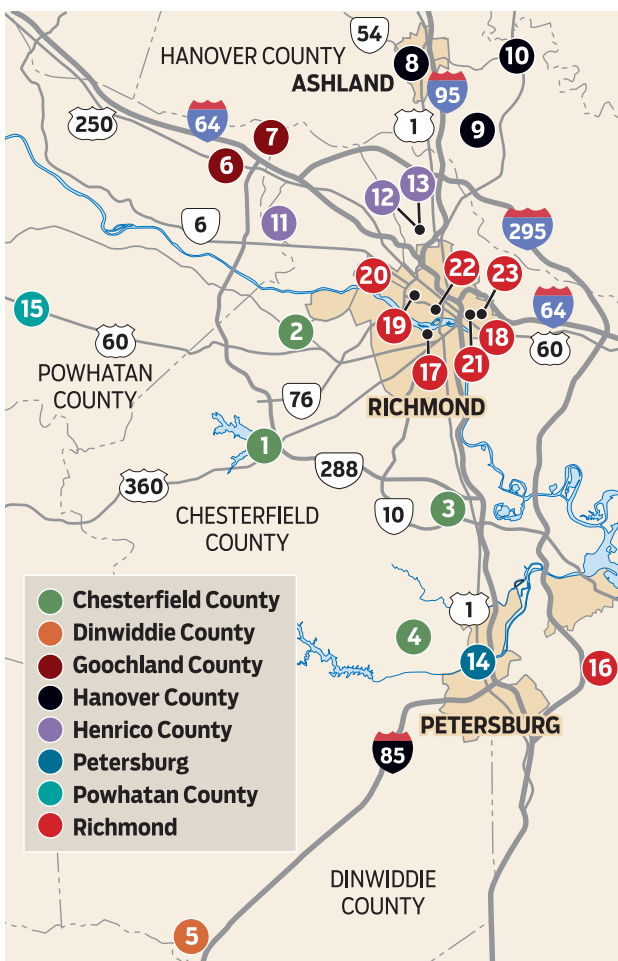 54
HANOVER COUNTY
8
10
ASHLAND
95
250
64
1
9
7
6
12
13
6
11
295
20
22
23
15
64
2
19
18
60
60
17
21
POWHATAN
COUNTY
76
RICHMOND
1
288
360
10
3
CHESTERFIELD
COUNTY
Chesterfield County
Dinwiddie County
Goochland County
Hanover County
Henrico County
Petersburg
Powhatan County
Richmond
1
4
14
16
PETERSBURG
85
DINWIDDIE
COUNTY
5